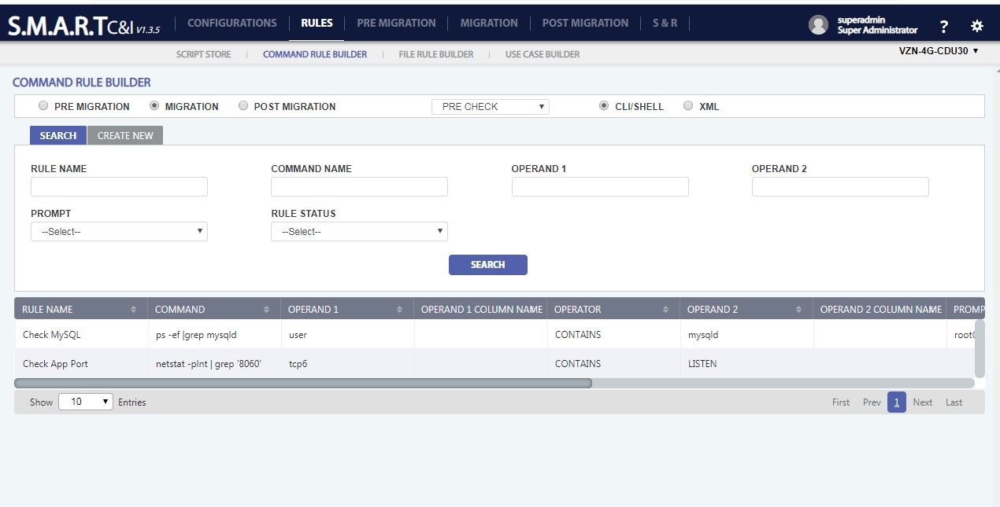 S.M.A.R.T C&I V1.3.5 CONFIGURATIONS RULES PRE MIGRATION MIGRATION POST MIGRATION S & R superadmin
Super Administrator ?
SCRIPT STORE COMMAND RULE BUILDER FILE RULE BUILDER USE CASE BUILDER VZN-4G-CDU30
COMMAND RULE BUILDER
PRE MIGRATION MIGRATION POST MIGRATION PRE CHECK CLI/SHELL XML
SEARCH CREATE NEW
RULE NAME COMMAND NAME OPERAND 1 OPERAND 2
PROMPT RULE STATUS
--Select-- --Select--
SEARCH
RULE NAME COMMAND OPERAND 1 OPERAND 1 COLUMN NAME OPERATOR OPERAND 2 OPERAND 2 COLUMN NAME PROMP
Check MySQL ps -ef |grep mysqld user CONTAINS mysqld root
Check App Port netstat -plnt | grep '8060' tcp6 CONTAINS LISTEN
Show 10 Entries First Prev 1 Next Last